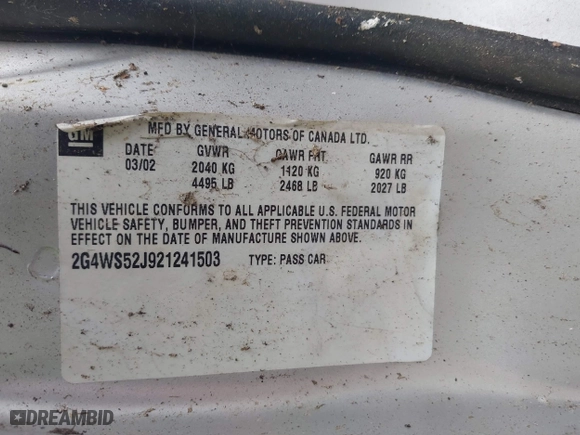 GM
MFD BY GENERAL MOTORS OF CANADA LTD.
DATE GVWR GAWR FRT GAWR RR
03/02 2040 KG 1120 KG 920 KG
4495 LB 2468 LB 2027 LB
THIS VEHICLE CONFORMS TO ALL APPLICABLE U.S. FEDERAL MOTOR
VEHICLE SAFETY, BUMPER, AND THEFT PREVENTION STANDARDS IN
EFFECT ON THE DATE OF MANUFACTURE SHOWN ABOVE.
2G4WS52J921241503 TYPE: PASS CAR
DREAMBID